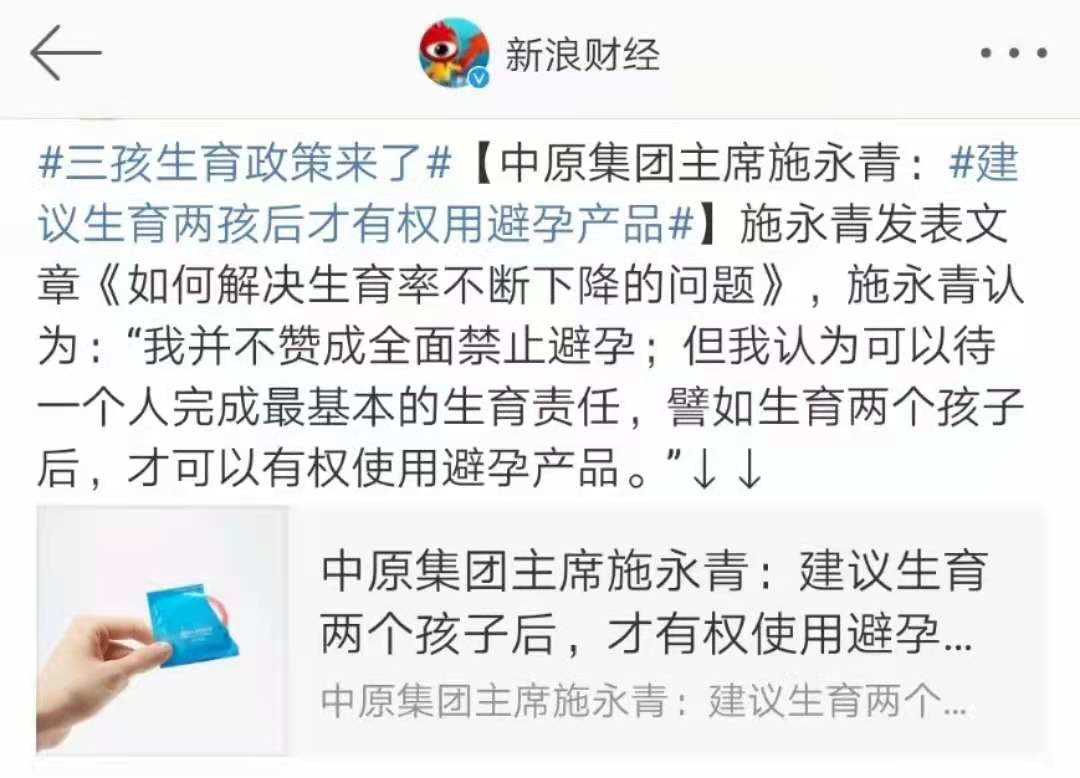 新浪财经
#三孩生育政策来了#【中原集团主席施永青：#建
议生育两孩后才有权用避孕产品#】施永青发表文
章《如何解决生育率不断下降的问题》，施永青认
为：“我并不赞成全面禁止避孕；但我认为可以待
一个人完成最基本的生育责任，譬如生育两个孩子
后，才可以有权使用避孕产品。”↓↓
中原集团主席施永青：建议生育
两个孩子后，才有权使用避孕...
中原集团主席施永青：建议生育两个...